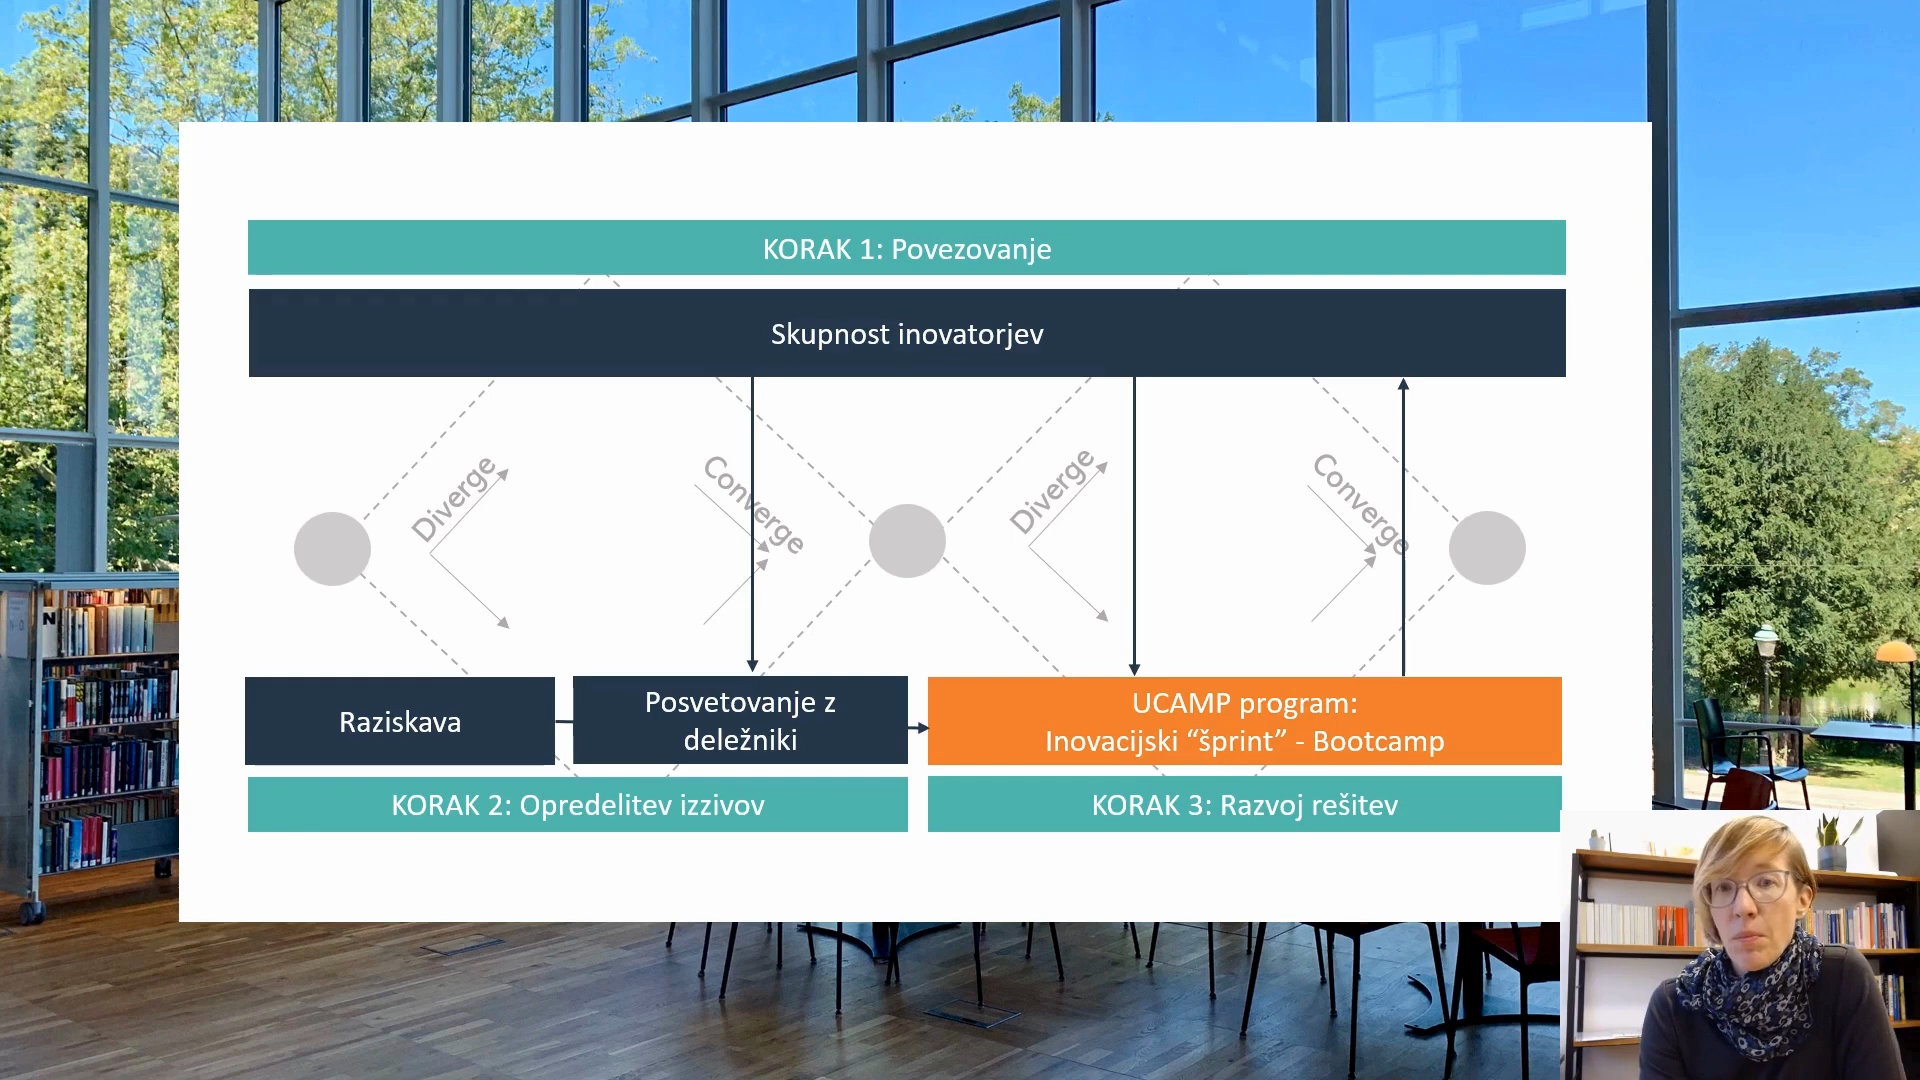 KORAK 1: Povezovanje
Skupnost inovatorjev
Diverge
Converge
Diverge
Converge
Raziskava
Posvetovanje z
deležniki
UCAMP program:
Inovacijski “šprint” - Bootcamp
KORAK 2: Opredelitev izzivov
KORAK 3: Razvoj rešitev
N